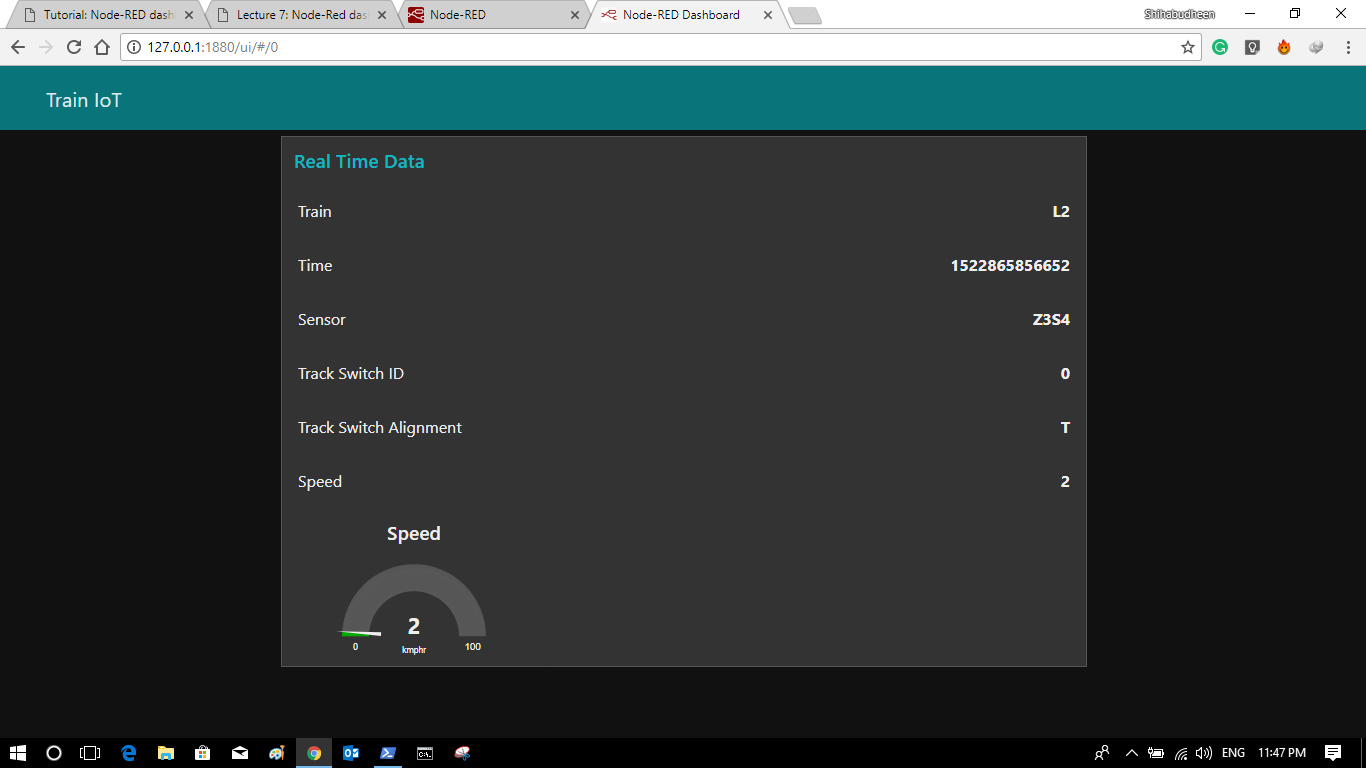 Tutorial: Node-RED dash
Lecture 7: Node-Red das
Node-RED
Node-RED Dashboard
Shihabudheen
127.0.0.1:1880/ui/#/0
Train IoT
Real Time Data
Train L2
Time 1522865856652
Sensor Z3S4
Track Switch ID 0
Track Switch Alignment T
Speed 2
Speed
2
0 kmphr 100
ENG 11:47 PM